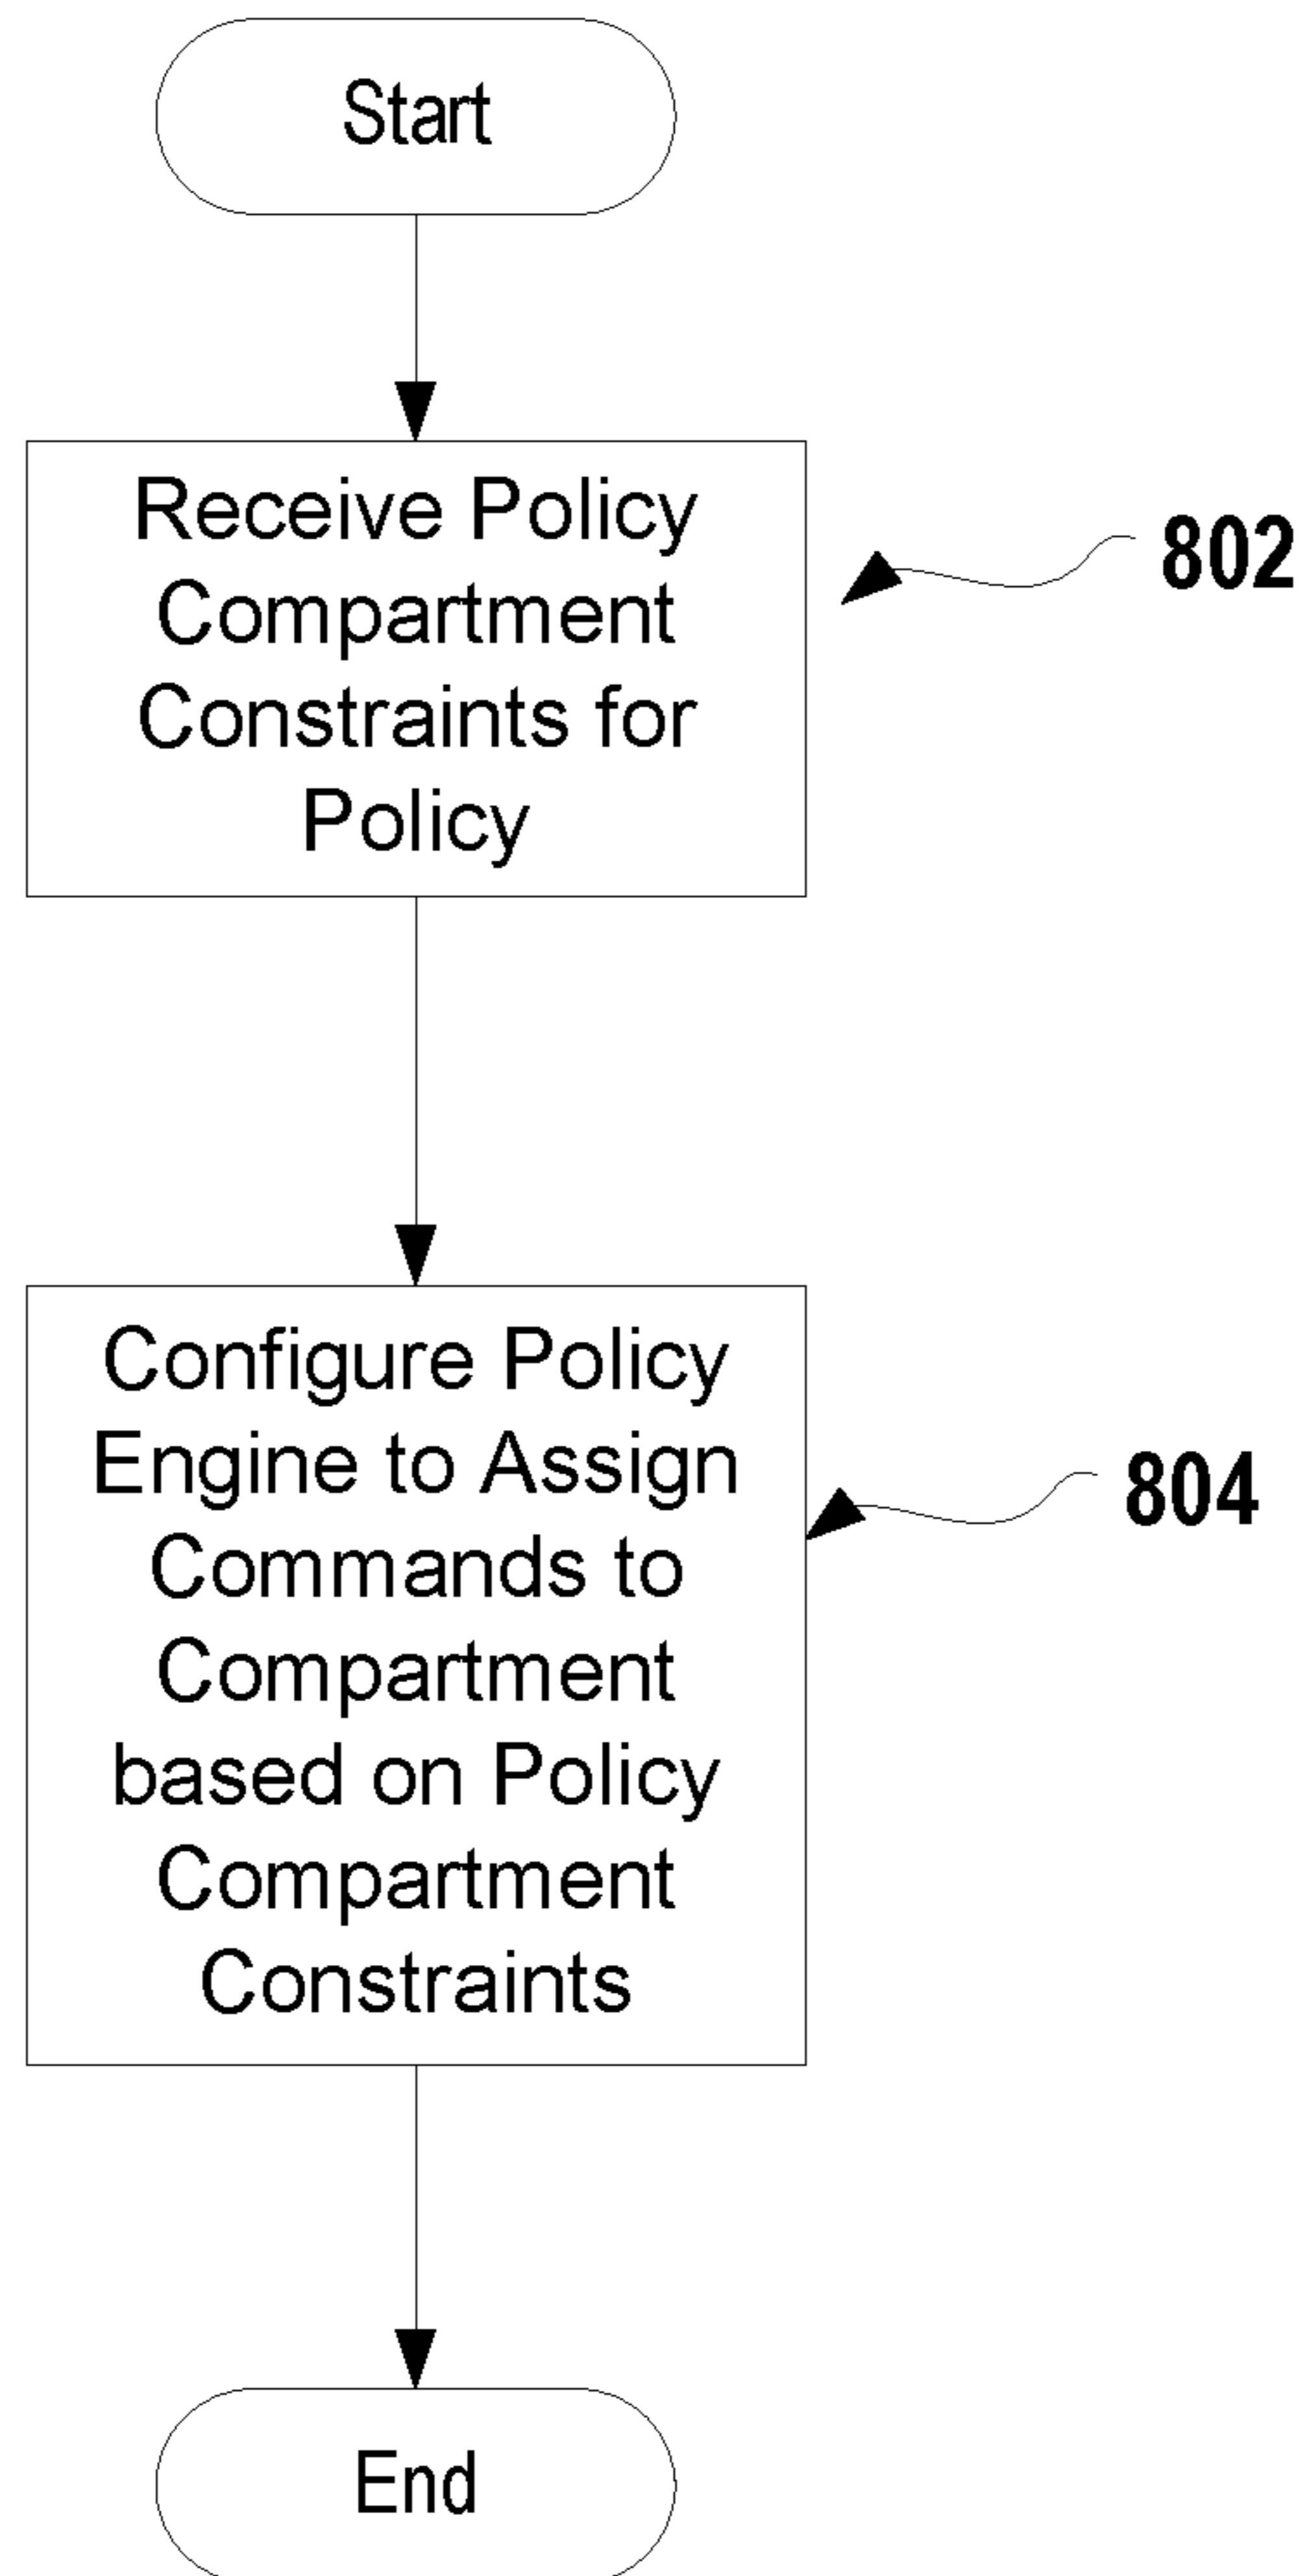 Start
Receive Policy
Compartment
Constraints for
Policy
802
Configure Policy
Engine to Assign
Commands to
Compartment
based on Policy
Compartment
Constraints
804
End